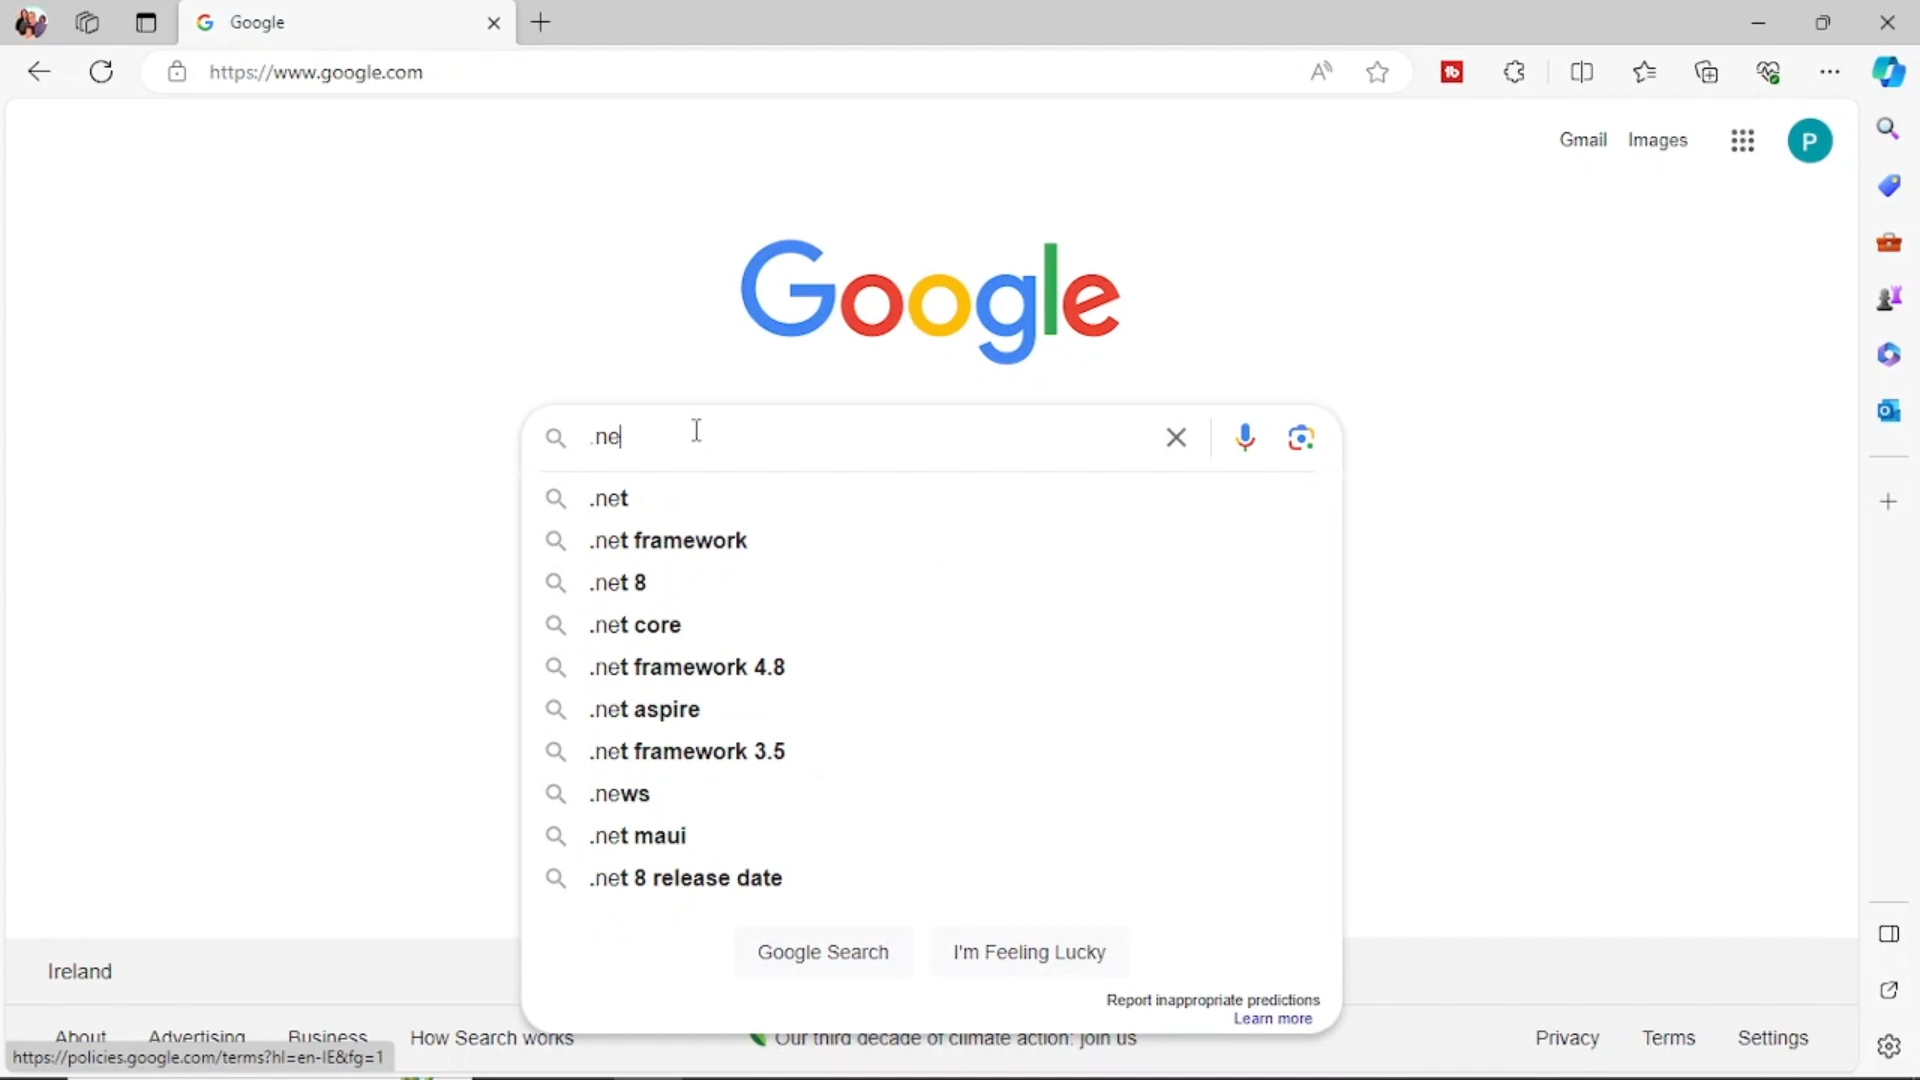 Google
https://www.google.com
Gmail Images P
Google
.ne
.net
.net framework
.net 8
.net core
.net framework 4.8
.net aspire
.net framework 3.5
.news
.net maui
.net 8 release date
Google Search I'm Feeling Lucky
Report inappropriate predictions
Learn more
Ireland
About Advertising Business How Search works Our third decade of climate action: join us Privacy Terms Settings
https://policies.google.com/terms?hl=en-IE&fg=1